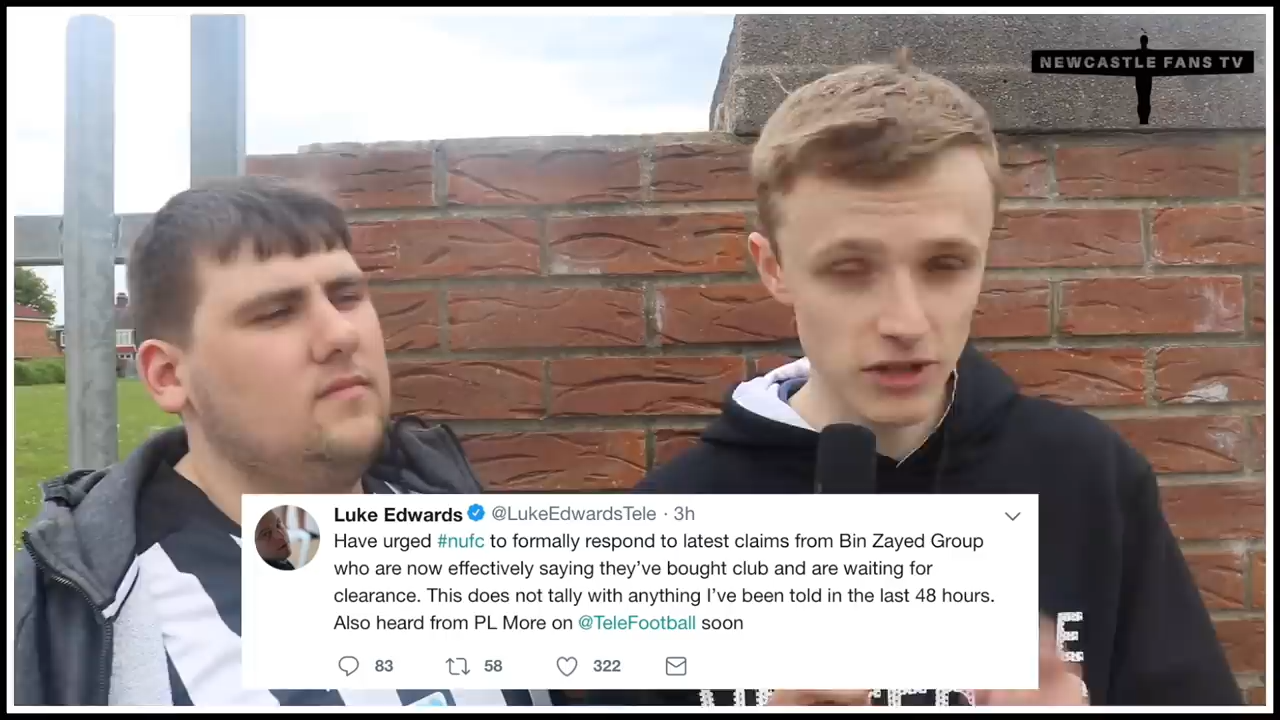 NEWCASTLE FANS TV
Luke Edwards @LukeEdwardsTele · 3h
Have urged #nufc to formally respond to latest claims from Bin Zayed Group
who are now effectively saying they’ve bought club and are waiting for
clearance. This does not tally with anything I’ve been told in the last 48 hours.
Also heard from PL More on @TeleFootball soon
83 58 322